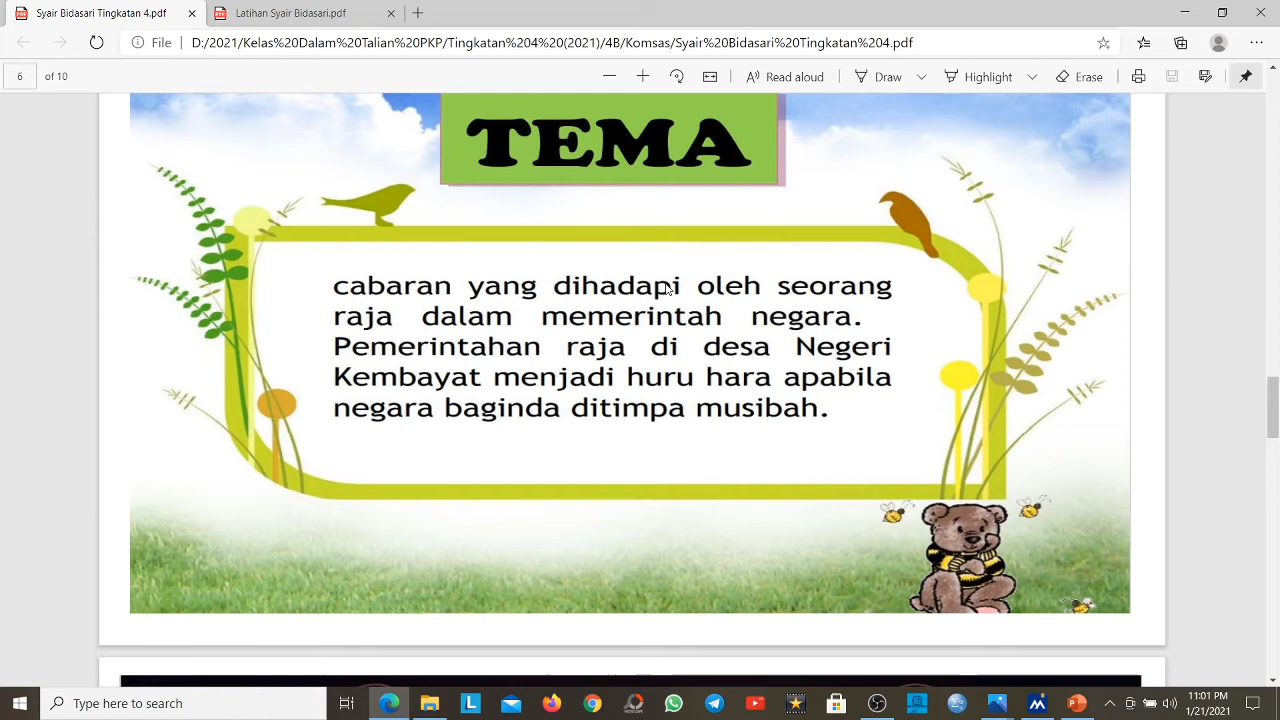 Syair Bidasari Tingkatan 4.pdf
Latihan Syair Bidasari.pdf
File
D:/2021/Kelas%20Dalam%20Talian%20PKP/Tingkatan%204%20(2021)/4B/Komsas/Syair%20Bidasari%20Tingkatan%204.pdf
6 of 10
Read aloud
Draw
Highlight
Erase
TEMA
cabaran yang dihadapi oleh seorang
raja dalam memerintah negara.
Pemerintahan raja di desa Negeri
Kembayat menjadi huru hara apabila
negara baginda ditimpa musibah.
Type here to search
11:01 PM
1/21/2021